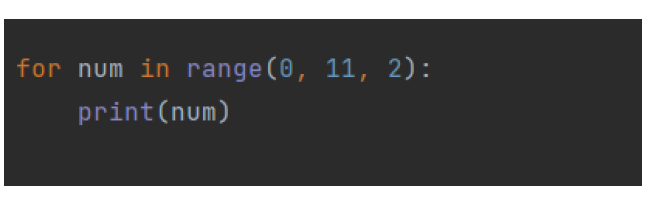 for num in range(0, 11, 2):
    print(num)